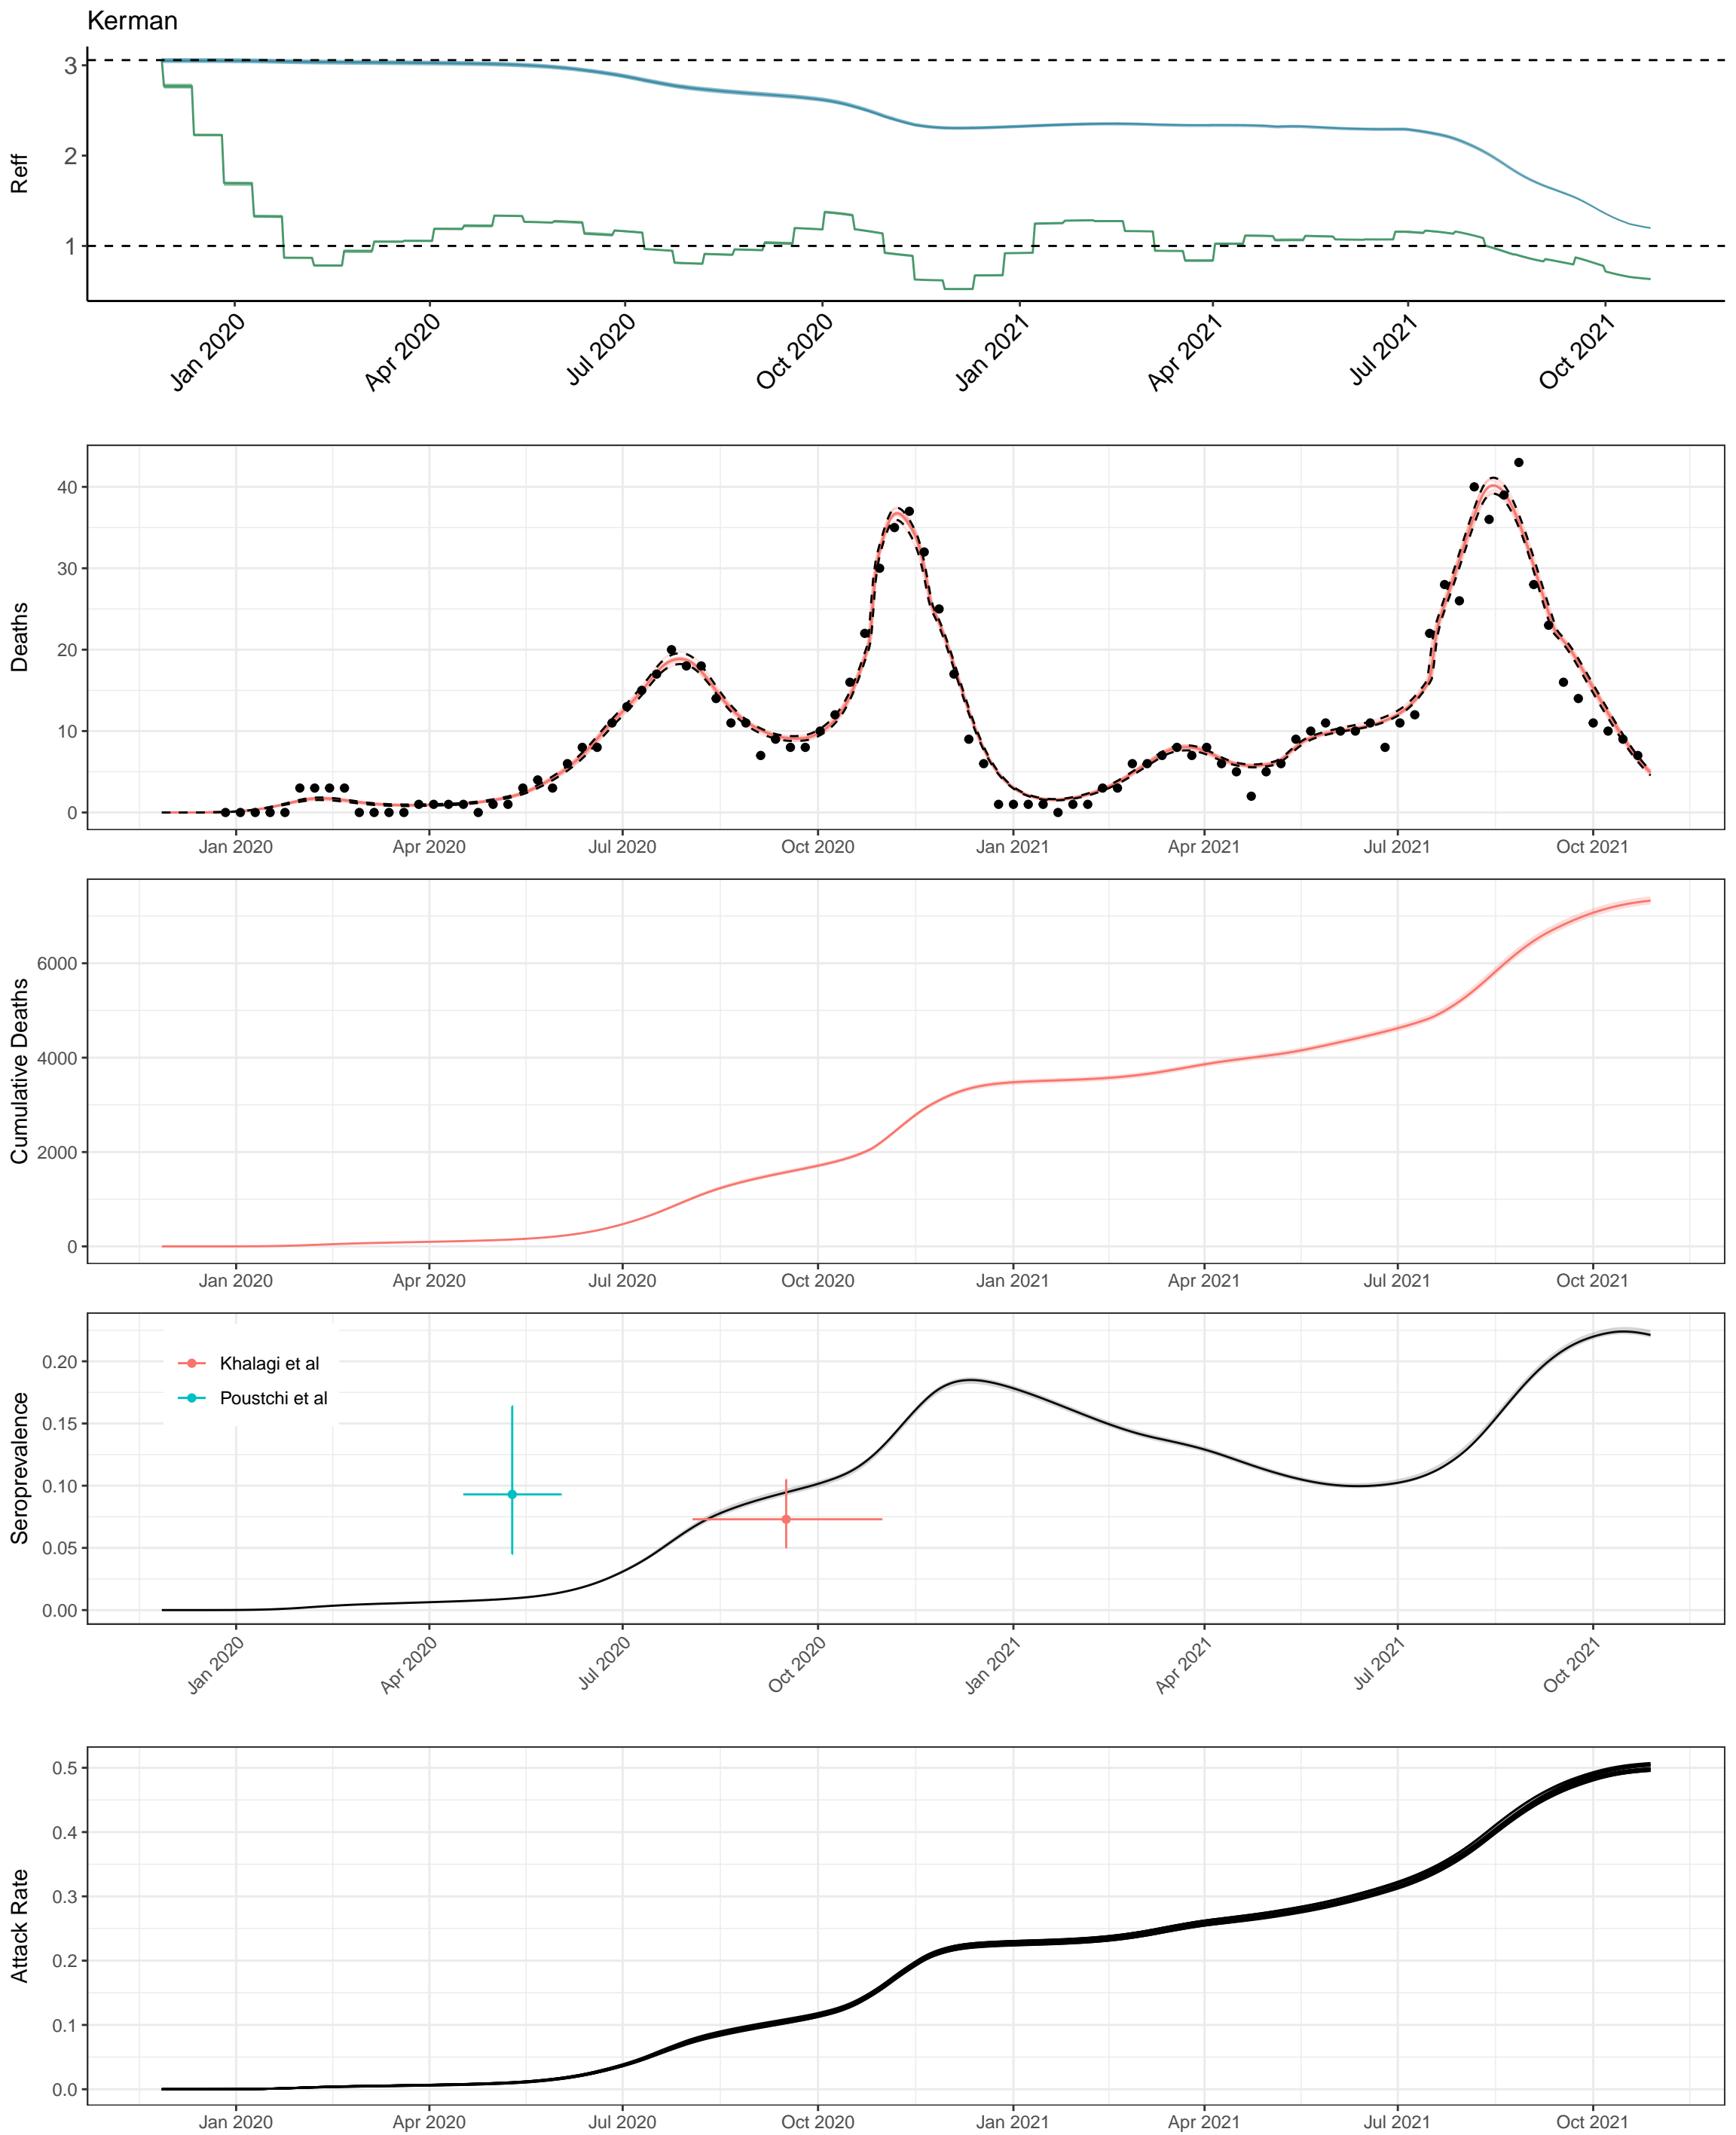 Kerman
Reff
3
2
1
Jan 2020
Apr 2020
Jul 2020
Oct 2020
Jan 2021
Apr 2021
Jul 2021
Oct 2021
Deaths
40
30
20
10
0
Jan 2020
Apr 2020
Jul 2020
Oct 2020
Jan 2021
Apr 2021
Jul 2021
Oct 2021
Cumulative Deaths
6000
4000
2000
0
Jan 2020
Apr 2020
Jul 2020
Oct 2020
Jan 2021
Apr 2021
Jul 2021
Oct 2021
Seroprevalence
0.20
0.15
0.10
0.05
0.00
Khalagi et al
Poustchi et al
Jan 2020
Apr 2020
Jul 2020
Oct 2020
Jan 2021
Apr 2021
Jul 2021
Oct 2021
Attack Rate
0.5
0.4
0.3
0.2
0.1
0.0
Jan 2020
Apr 2020
Jul 2020
Oct 2020
Jan 2021
Apr 2021
Jul 2021
Oct 2021